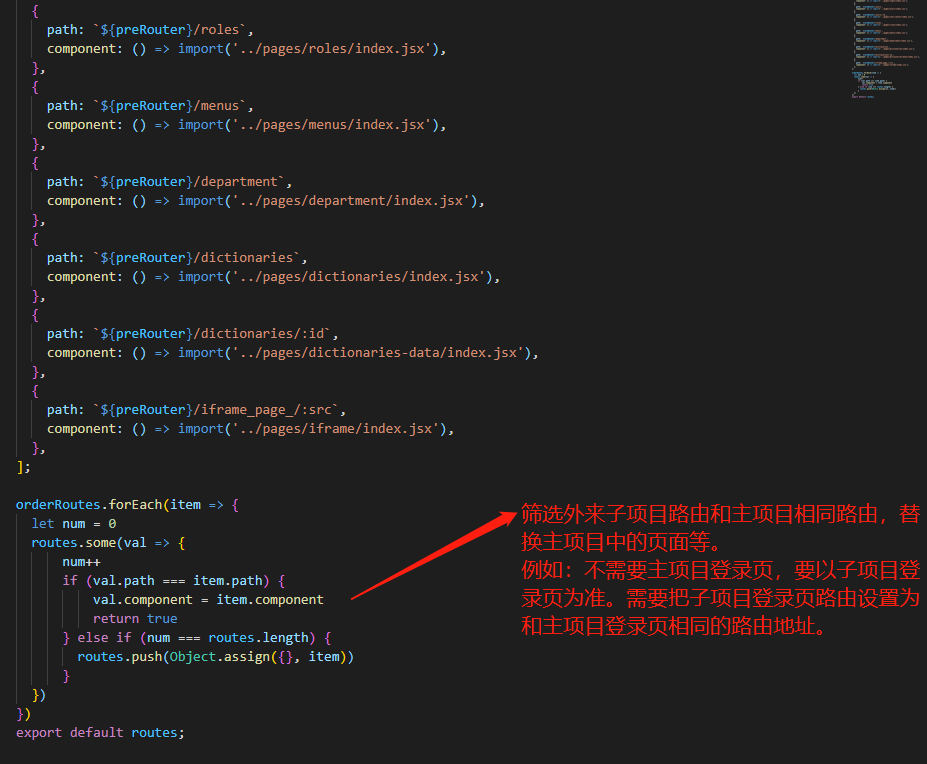 {
path: `${preRouter}/roles`,
component: () => import('../pages/roles/index.jsx'),
},
{
path: `${preRouter}/menus`,
component: () => import('../pages/menus/index.jsx'),
},
{
path: `${preRouter}/department`,
component: () => import('../pages/department/index.jsx'),
},
{
path: `${preRouter}/dictionaries`,
component: () => import('../pages/dictionaries/index.jsx'),
},
{
path: `${preRouter}/dictionaries/:id`,
component: () => import('../pages/dictionaries-data/index.jsx'),
},
{
path: `${preRouter}/iframe_page_/:src`,
component: () => import('../pages/iframe/index.jsx'),
},
];
orderRoutes.forEach(item => {
let num = 0
routes.some(val => {
num++
if (val.path === item.path) {
val.component = item.component
return true
} else if (num === routes.length) {
routes.push(Object.assign({}, item))
}
})
})
export default routes;
筛选外来子项目路由和主项目相同路由，替
换主项目中的页面等。
例如：不需要主项目登录页，要以子项目登
录页为准。需要把子项目登录页路由设置为
和主项目登录页相同的路由地址。